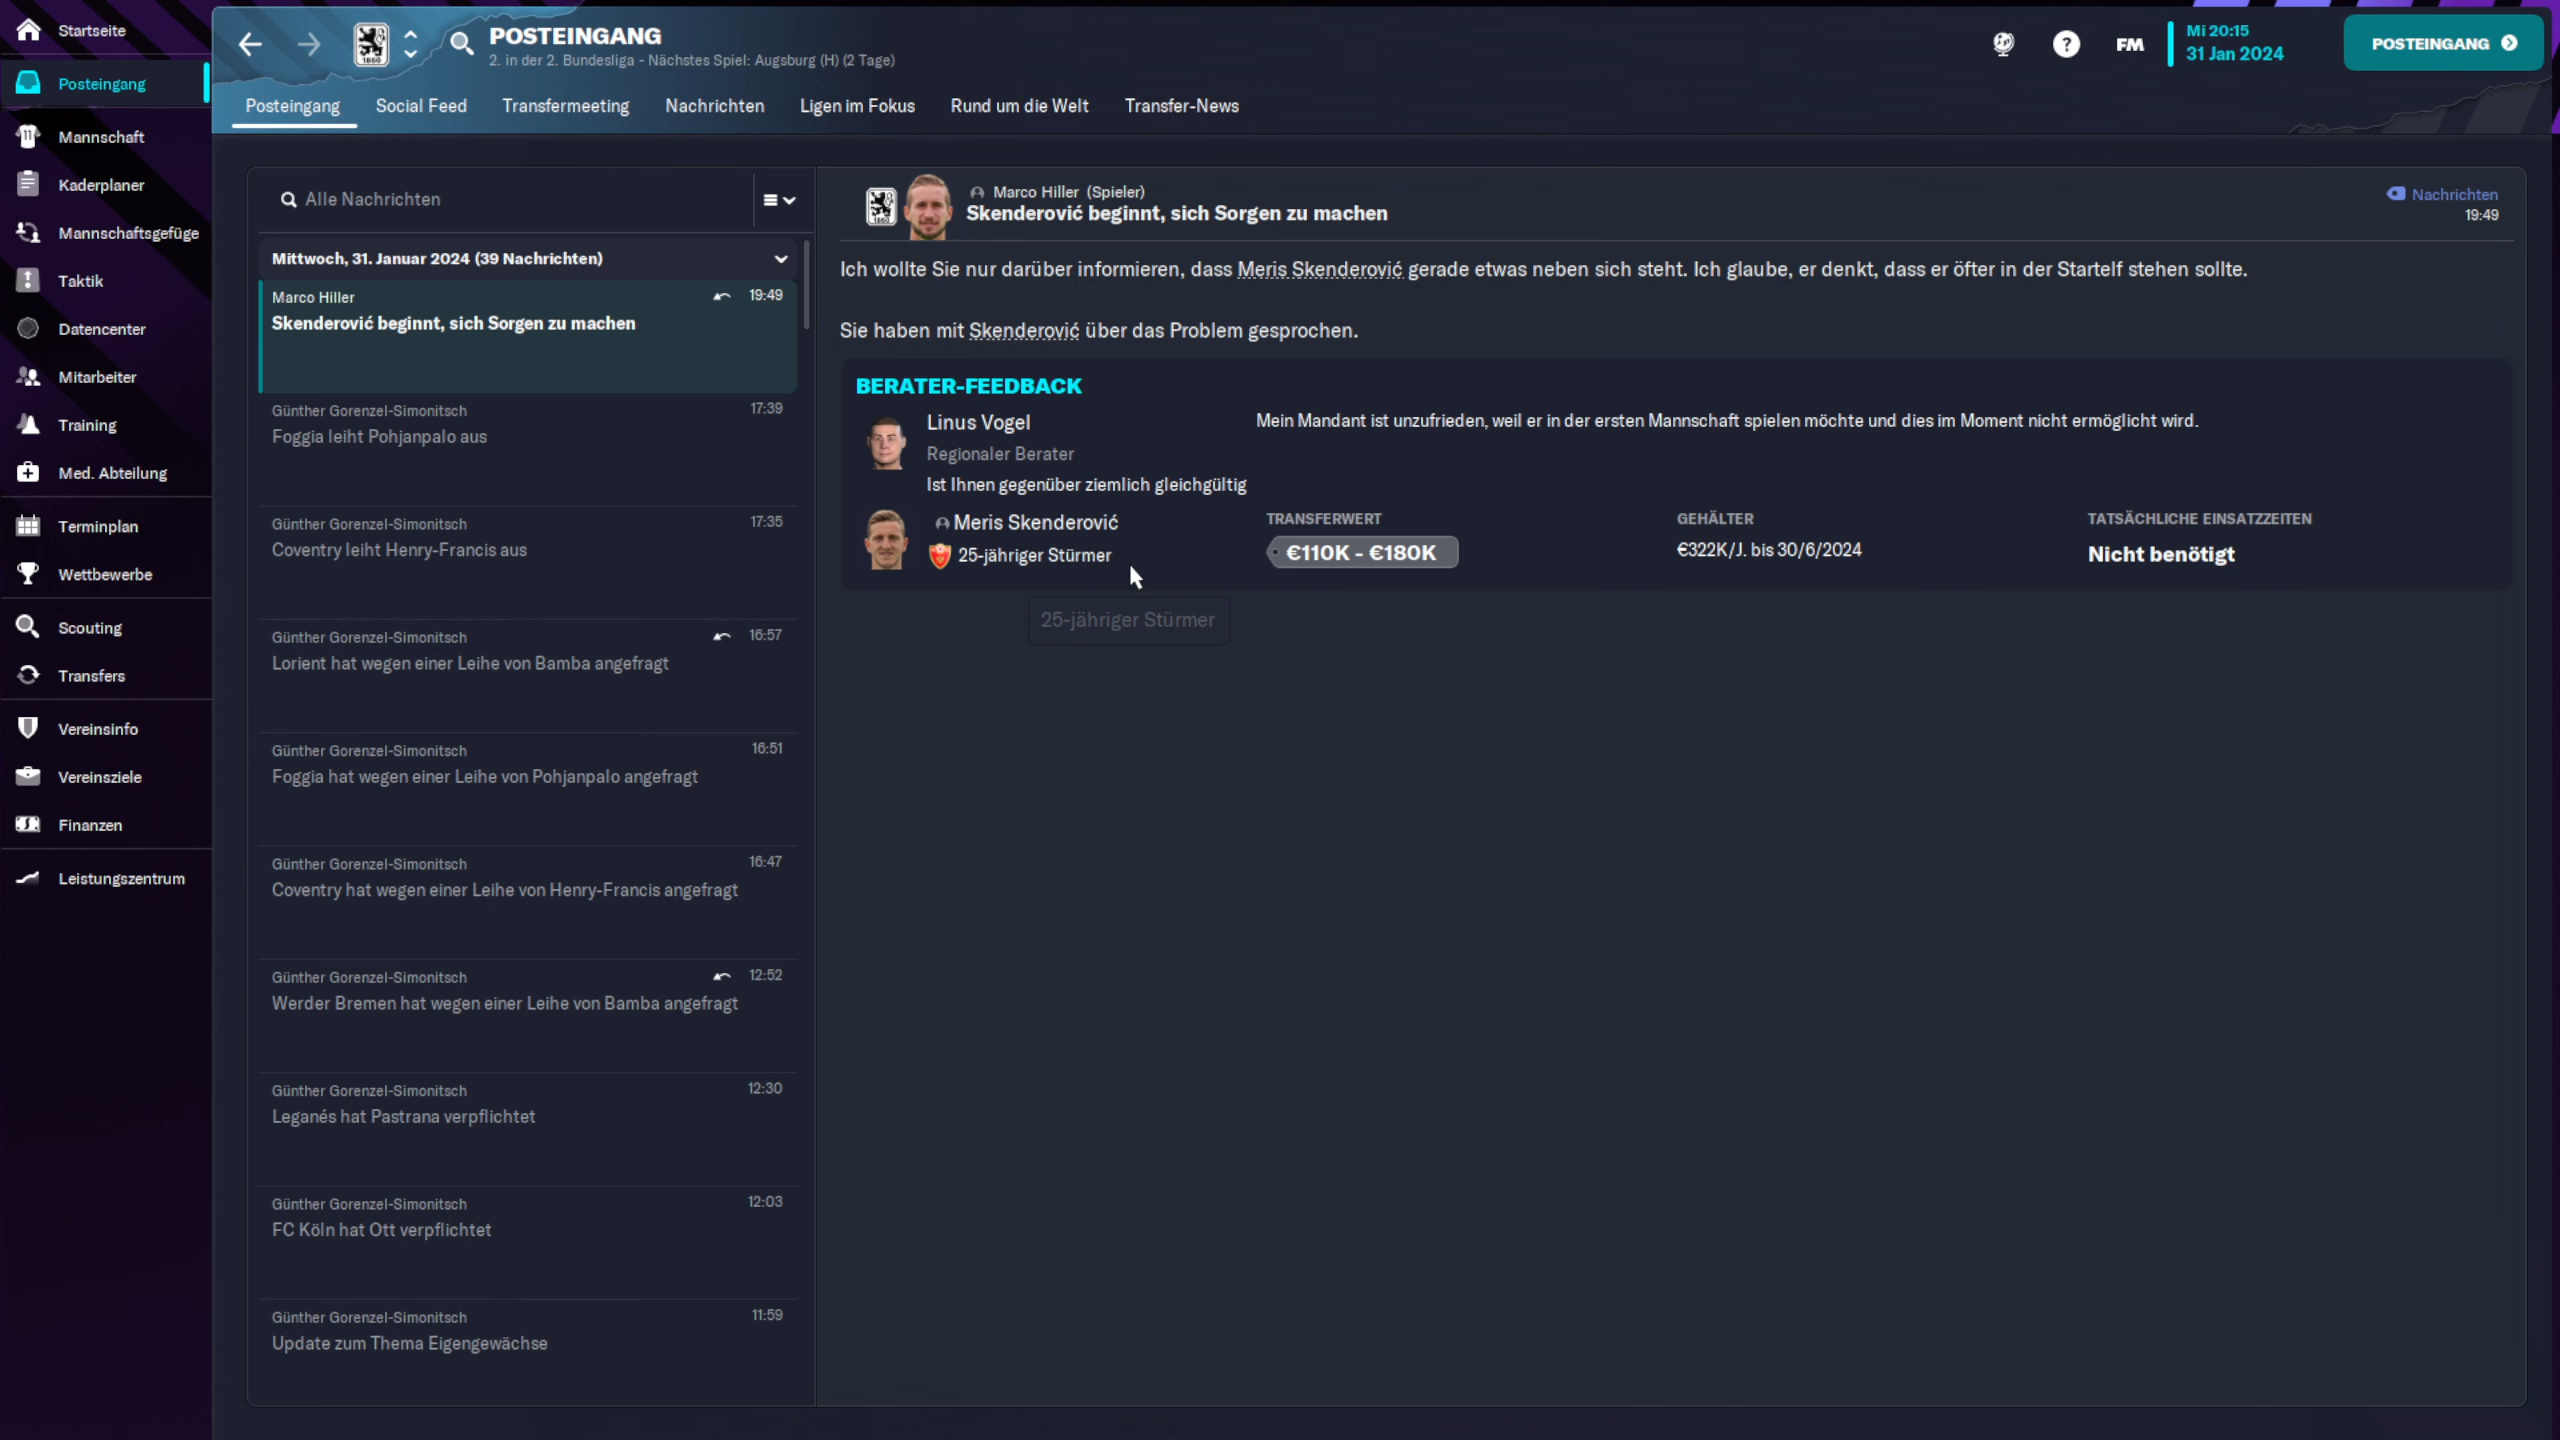 Startseite
Posteingang
Mannschaft
Kaderplaner
Mannschaftsgefüge
Taktik
Datencenter
Mitarbeiter
Training
Med. Abteilung
Terminplan
Wettbewerbe
Scouting
Transfers
Vereinsinfo
Vereinsziele
Finanzen
Leistungszentrum
1860
POSTEINGANG
2. in der 2. Bundesliga - Nächstes Spiel: Augsburg (H) (2 Tage)
FM
Mi 20:15
31 Jan 2024
POSTEINGANG
Posteingang Social Feed Transfermeeting Nachrichten Ligen im Fokus Rund um die Welt Transfer-News
Alle Nachrichten
Mittwoch, 31. Januar 2024 (39 Nachrichten)
Marco Hiller 19:49
Skenderović beginnt, sich Sorgen zu machen
Günther Gorenzel-Simonitsch 17:39
Foggia leiht Pohjanpalo aus
Günther Gorenzel-Simonitsch 17:35
Coventry leiht Henry-Francis aus
Günther Gorenzel-Simonitsch 16:57
Lorient hat wegen einer Leihe von Bamba angefragt
Günther Gorenzel-Simonitsch 16:51
Foggia hat wegen einer Leihe von Pohjanpalo angefragt
Günther Gorenzel-Simonitsch 16:47
Coventry hat wegen einer Leihe von Henry-Francis angefragt
Günther Gorenzel-Simonitsch 12:52
Werder Bremen hat wegen einer Leihe von Bamba angefragt
Günther Gorenzel-Simonitsch 12:30
Leganés hat Pastrana verpflichtet
Günther Gorenzel-Simonitsch 12:03
FC Köln hat Ott verpflichtet
Günther Gorenzel-Simonitsch 11:59
Update zum Thema Eigengewächse
Marco Hiller (Spieler)
Skenderović beginnt, sich Sorgen zu machen
Nachrichten
19:49
Ich wollte Sie nur darüber informieren, dass Meris Skenderović gerade etwas neben sich steht. Ich glaube, er denkt, dass er öfter in der Startelf stehen sollte.
Sie haben mit Skenderović über das Problem gesprochen.
BERATER-FEEDBACK
Linus Vogel
Regionaler Berater
Ist Ihnen gegenüber ziemlich gleichgültig
Mein Mandant ist unzufrieden, weil er in der ersten Mannschaft spielen möchte und dies im Moment nicht ermöglicht wird.
Meris Skenderović
25-jähriger Stürmer
TRANSFERWERT
€110K - €180K
GEHÄLTER
€322K/J. bis 30/6/2024
TATSÄCHLICHE EINSATZZEITEN
Nicht benötigt
25-jähriger Stürmer